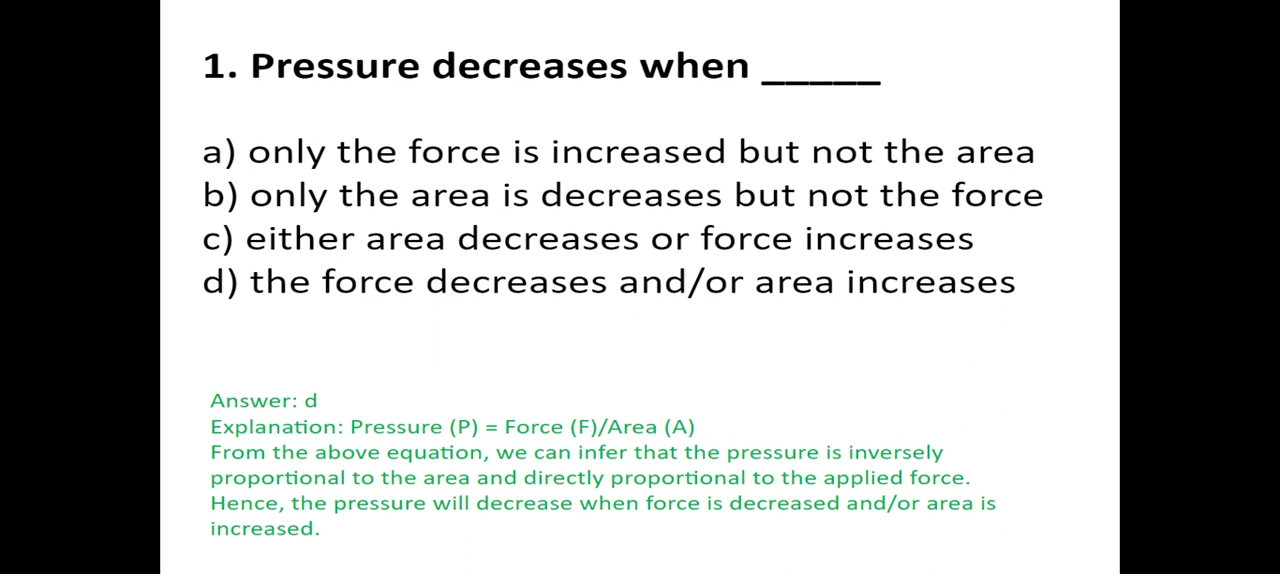 1. Pressure decreases when _____
a) only the force is increased but not the area
b) only the area is decreases but not the force
c) either area decreases or force increases
d) the force decreases and/or area increases
Answer: d
Explanation: Pressure (P) = Force (F)/Area (A)
From the above equation, we can infer that the pressure is inversely
proportional to the area and directly proportional to the applied force.
Hence, the pressure will decrease when force is decreased and/or area is
increased.